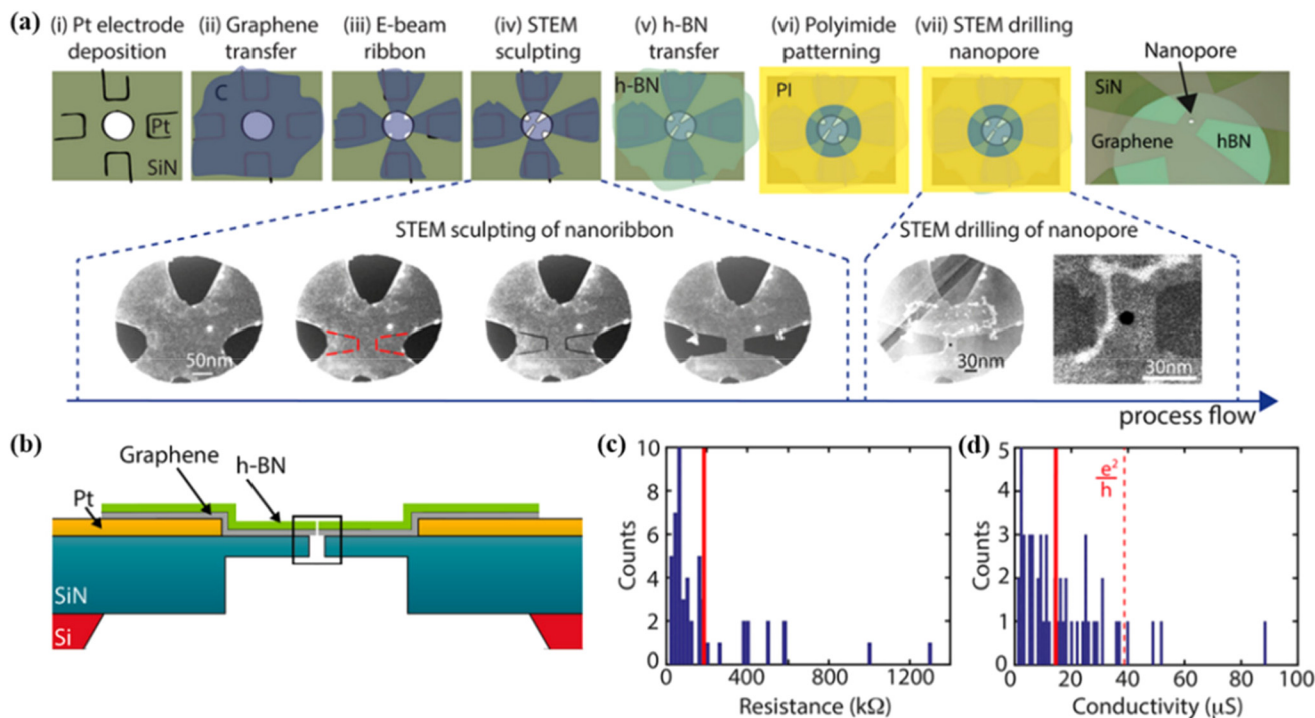 (a)
(i) Pt electrode
deposition
(ii) Graphene
transfer
(iii) E-beam
ribbon
(iv) STEM
sculpting
(v) h-BN
transfer
(vi) Polyimide
patterning
(vii) STEM drilling
nanopore
Nanopore
Pt
SiN
C
h-BN
PI
SiN
Graphene
hBN
STEM sculpting of nanoribbon
STEM drilling of nanopore
50nm
30nm
30nm
process flow
(b)
Graphene
h-BN
Pt
SiN
Si
(c)
10
8
6
4
2
0
Counts
0 400 800 1200
Resistance (kΩ)
(d)
5
4
3
2
1
0
Counts
e²
h
0 20 40 60 80 100
Conductivity (μS)